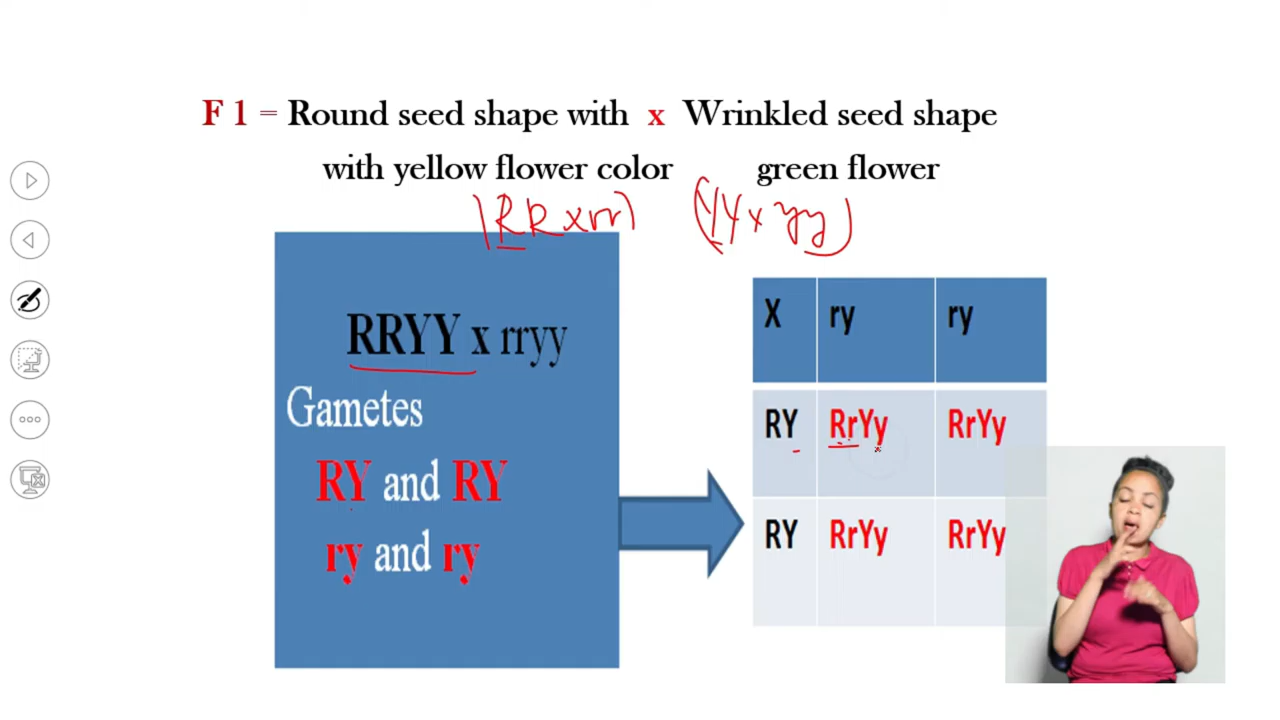 F 1 = Round seed shape with x Wrinkled seed shape
with yellow flower color green flower
(RR x rr) (YY x yy)
RRYY x rryy
Gametes
RY and RY
ry and ry
X ry ry
RY RrYy RrYy
RY RrYy RrYy